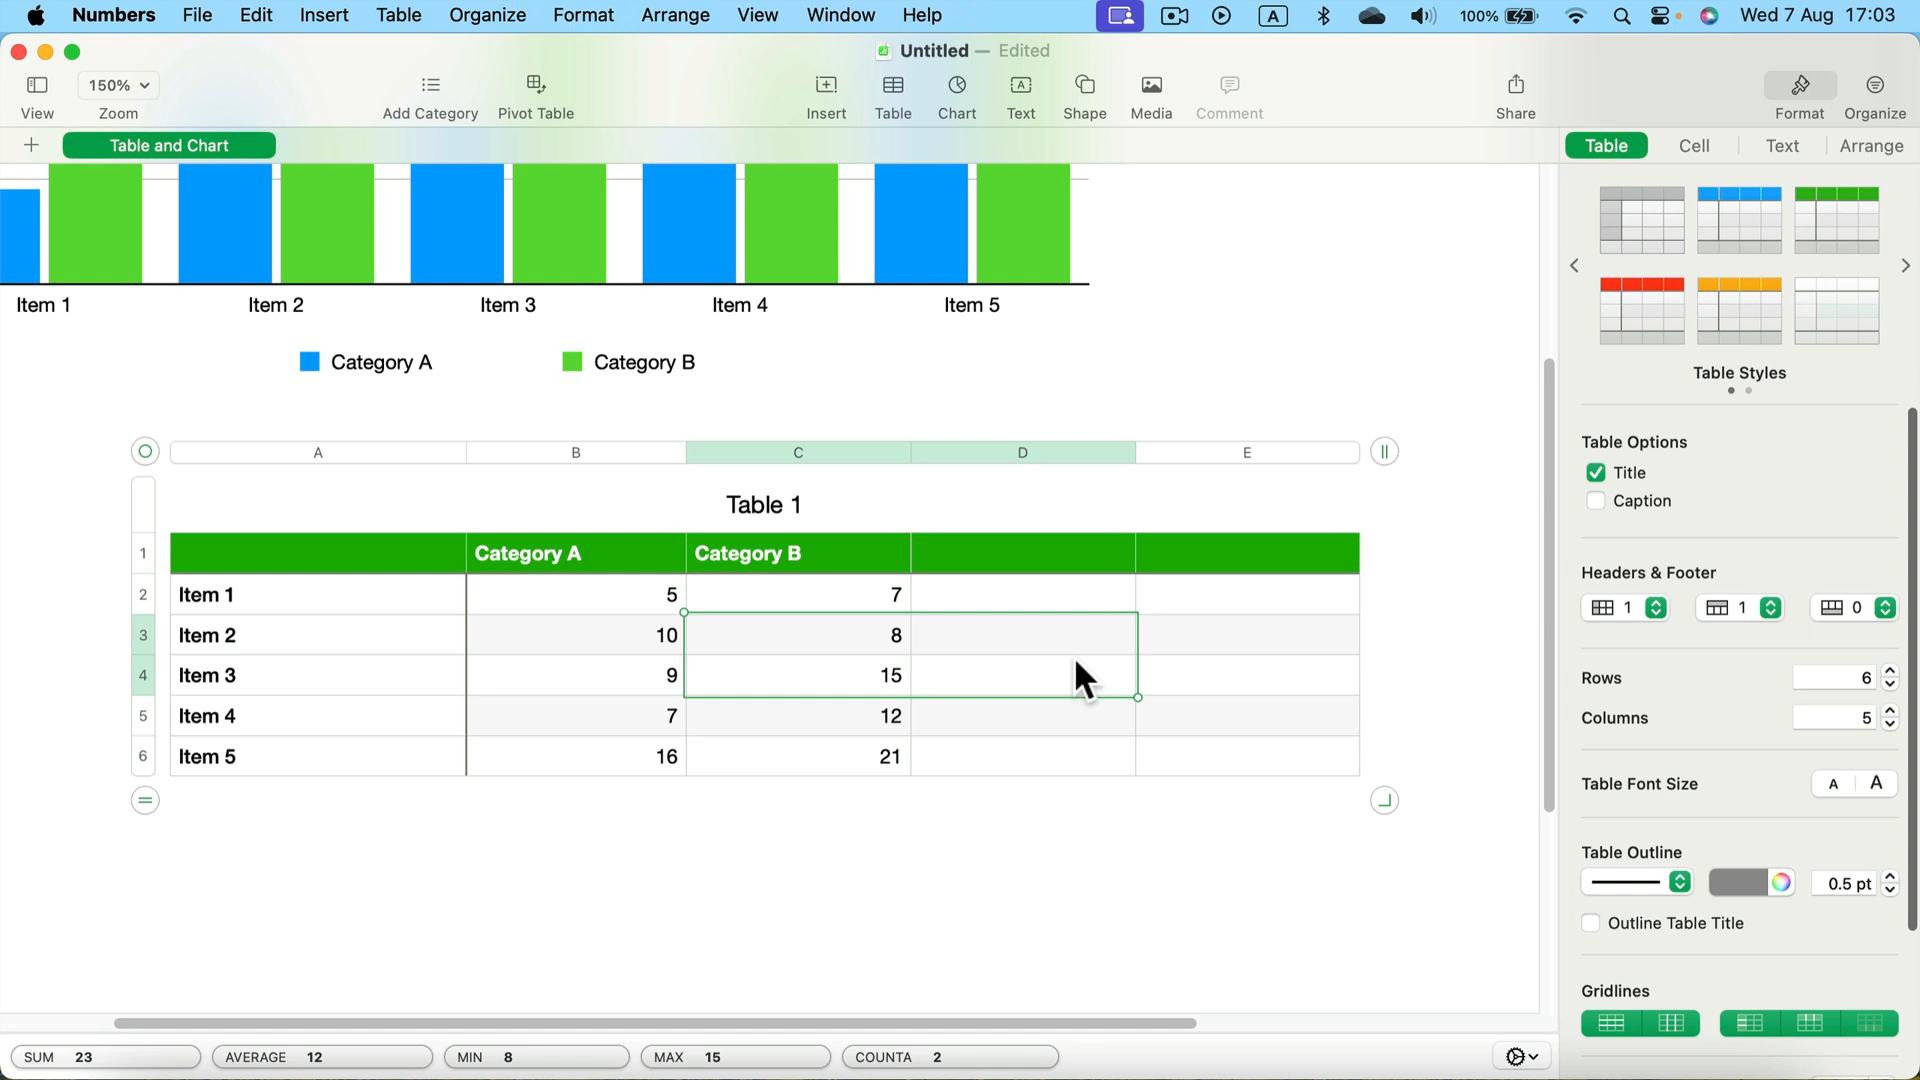 Numbers File Edit Insert Table Organize Format Arrange View Window Help A 100% Wed 7 Aug 17:03
Untitled — Edited
150%
View Zoom Add Category Pivot Table Insert Table Chart Text Shape Media Comment Share Format Organize
+ Table and Chart
Table Cell Text Arrange
Item 1 Item 2 Item 3 Item 4 Item 5
Category A Category B
A B C D E
Table 1
1 Category A Category B
2 Item 1 5 7
3 Item 2 10 8
4 Item 3 9 15
5 Item 4 7 12
6 Item 5 16 21
SUM 23 AVERAGE 12 MIN 8 MAX 15 COUNTA 2
Table Styles
Table Options
Title
Caption
Headers & Footer
1 1 0
Rows 6
Columns 5
Table Font Size A A
Table Outline
0.5 pt
Outline Table Title
Gridlines